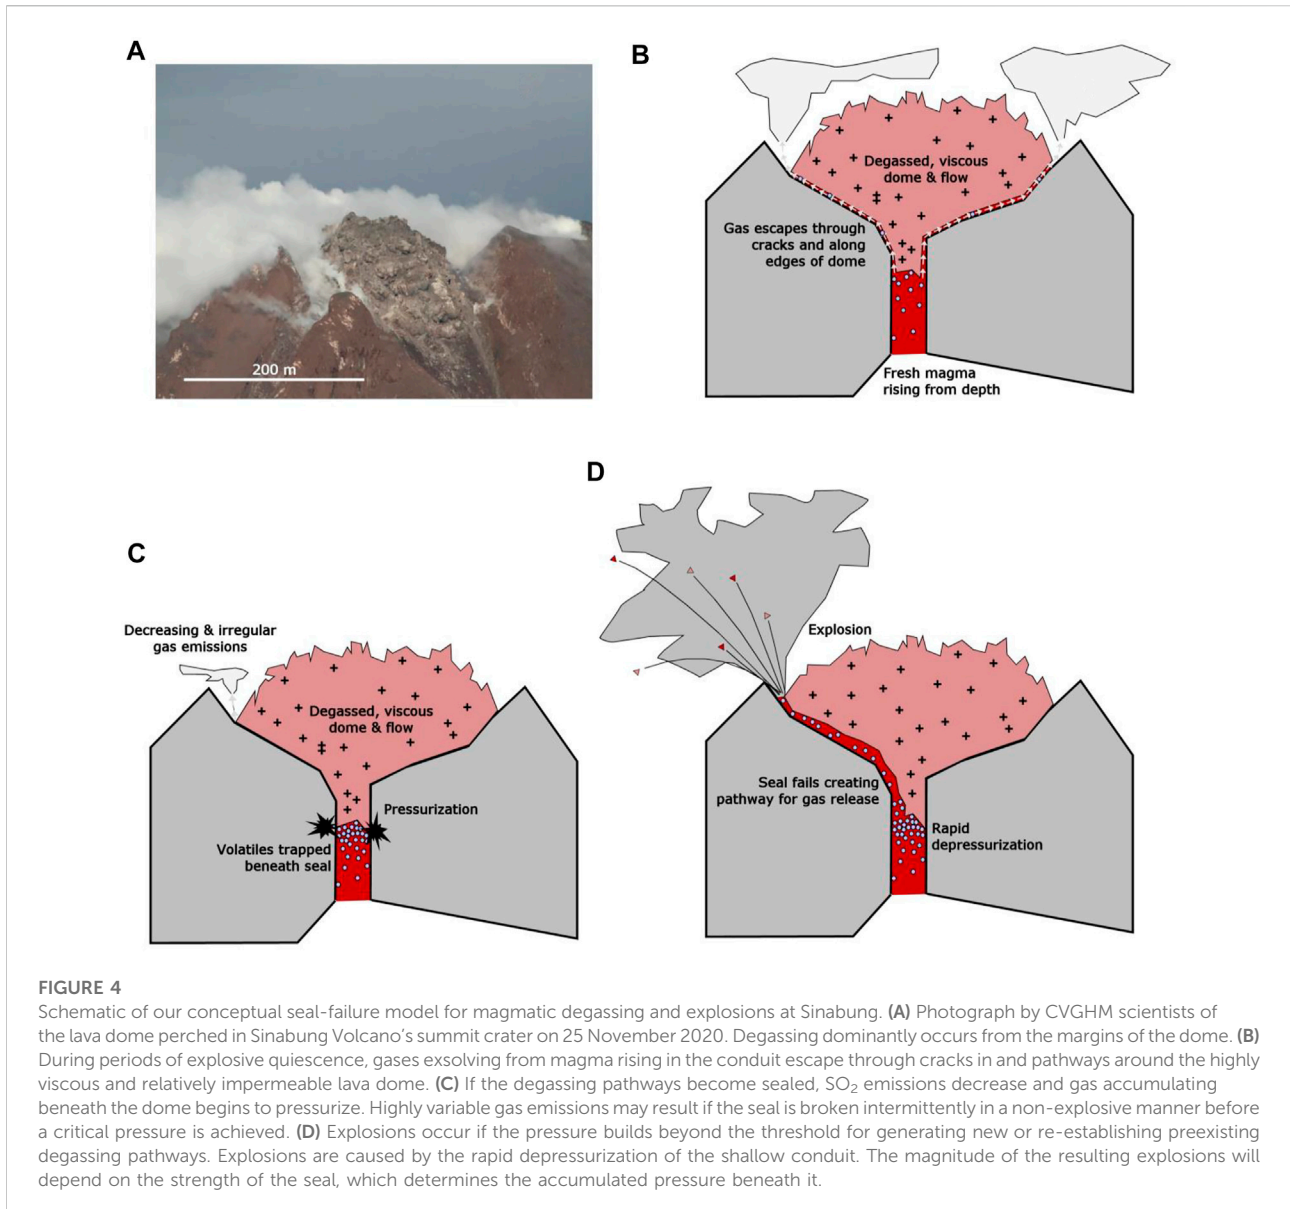 A
200 m
B
Degassed, viscous
dome & flow
Gas escapes through
cracks and along
edges of dome
Fresh magma
rising from depth
C
Decreasing & irregular
gas emissions
Degassed, viscous
dome & flow
Pressurization
Volatiles trapped
beneath seal
D
Explosion
Seal fails creating
pathway for gas release
Rapid
depressurization
FIGURE 4
Schematic of our conceptual seal-failure model for magmatic degassing and explosions at Sinabung. (A) Photograph by CVGHM scientists of
the lava dome perched in Sinabung Volcano's summit crater on 25 November 2020. Degassing dominantly occurs from the margins of the dome. (B)
During periods of explosive quiescence, gases exsolving from magma rising in the conduit escape through cracks in and pathways around the highly
viscous and relatively impermeable lava dome. (C) If the degassing pathways become sealed, SO₂ emissions decrease and gas accumulating
beneath the dome begins to pressurize. Highly variable gas emissions may result if the seal is broken intermittently in a non-explosive manner before
a critical pressure is achieved. (D) Explosions occur if the pressure builds beyond the threshold for generating new or re-establishing preexisting
degassing pathways. Explosions are caused by the rapid depressurization of the shallow conduit. The magnitude of the resulting explosions will
depend on the strength of the seal, which determines the accumulated pressure beneath it.